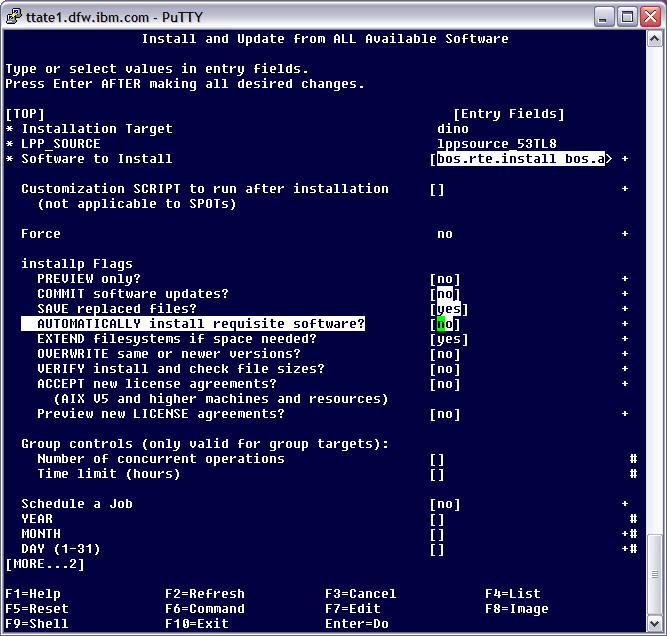 ttate1.dfw.ibm.com - PuTTY
Install and Update from ALL Available Software
Type or select values in entry fields.
Press Enter AFTER making all desired changes.
[TOP] [Entry Fields]
* Installation Target dino
* LPP_SOURCE lppsource_53TL8
* Software to Install [bos.rte.install bos.a> +
Customization SCRIPT to run after installation [] +
(not applicable to SPOTs)
Force no +
installp Flags
PREVIEW only? [no] +
COMMIT software updates? [no] +
SAVE replaced files? [yes] +
AUTOMATICALLY install requisite software? [no] +
EXTEND filesystems if space needed? [yes] +
OVERWRITE same or newer versions? [no] +
VERIFY install and check file sizes? [no] +
ACCEPT new license agreements? [no] +
(AIX V5 and higher machines and resources)
Preview new LICENSE agreements? [no] +
Group controls (only valid for group targets):
Number of concurrent operations [] #
Time limit (hours) [] #
Schedule a Job [no] +
YEAR [] #
MONTH [] +#
DAY (1-31) [] +#
[MORE...2]
F1=Help F2=Refresh F3=Cancel F4=List
F5=Reset F6=Command F7=Edit F8=Image
F9=Shell F10=Exit Enter=Do